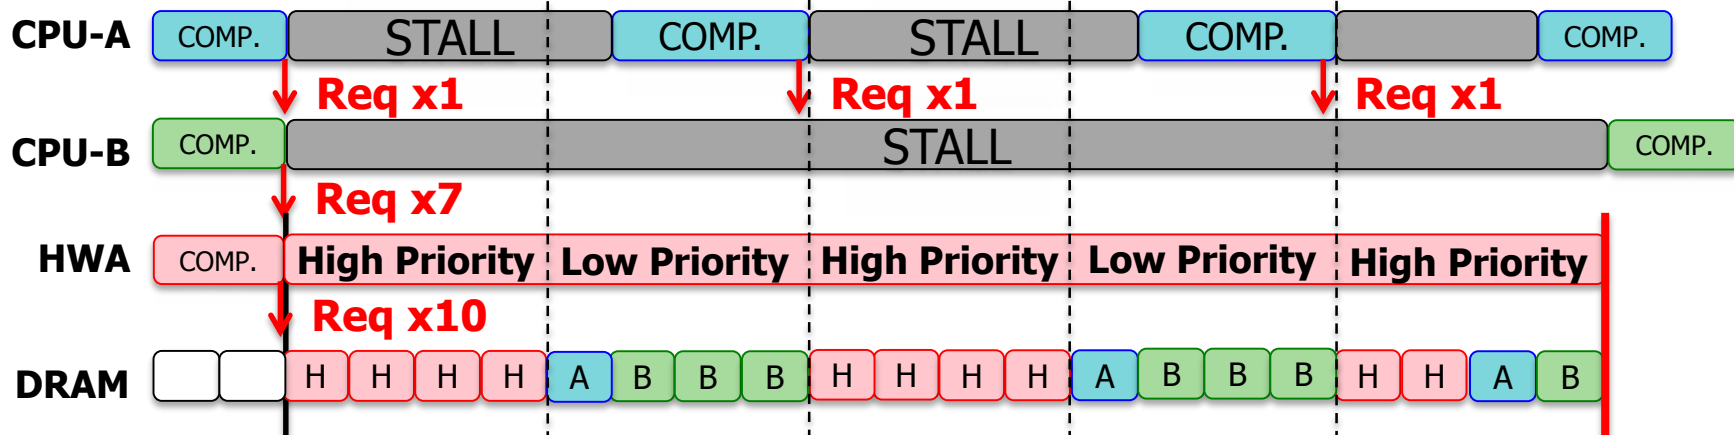 CPU-A COMP. STALL COMP. STALL COMP. COMP.
Req x1 Req x1 Req x1
CPU-B COMP. STALL COMP.
Req x7
HWA COMP. High Priority Low Priority High Priority Low Priority High Priority
Req x10
DRAM H H H H A B B B H H H H A B B B H H A B